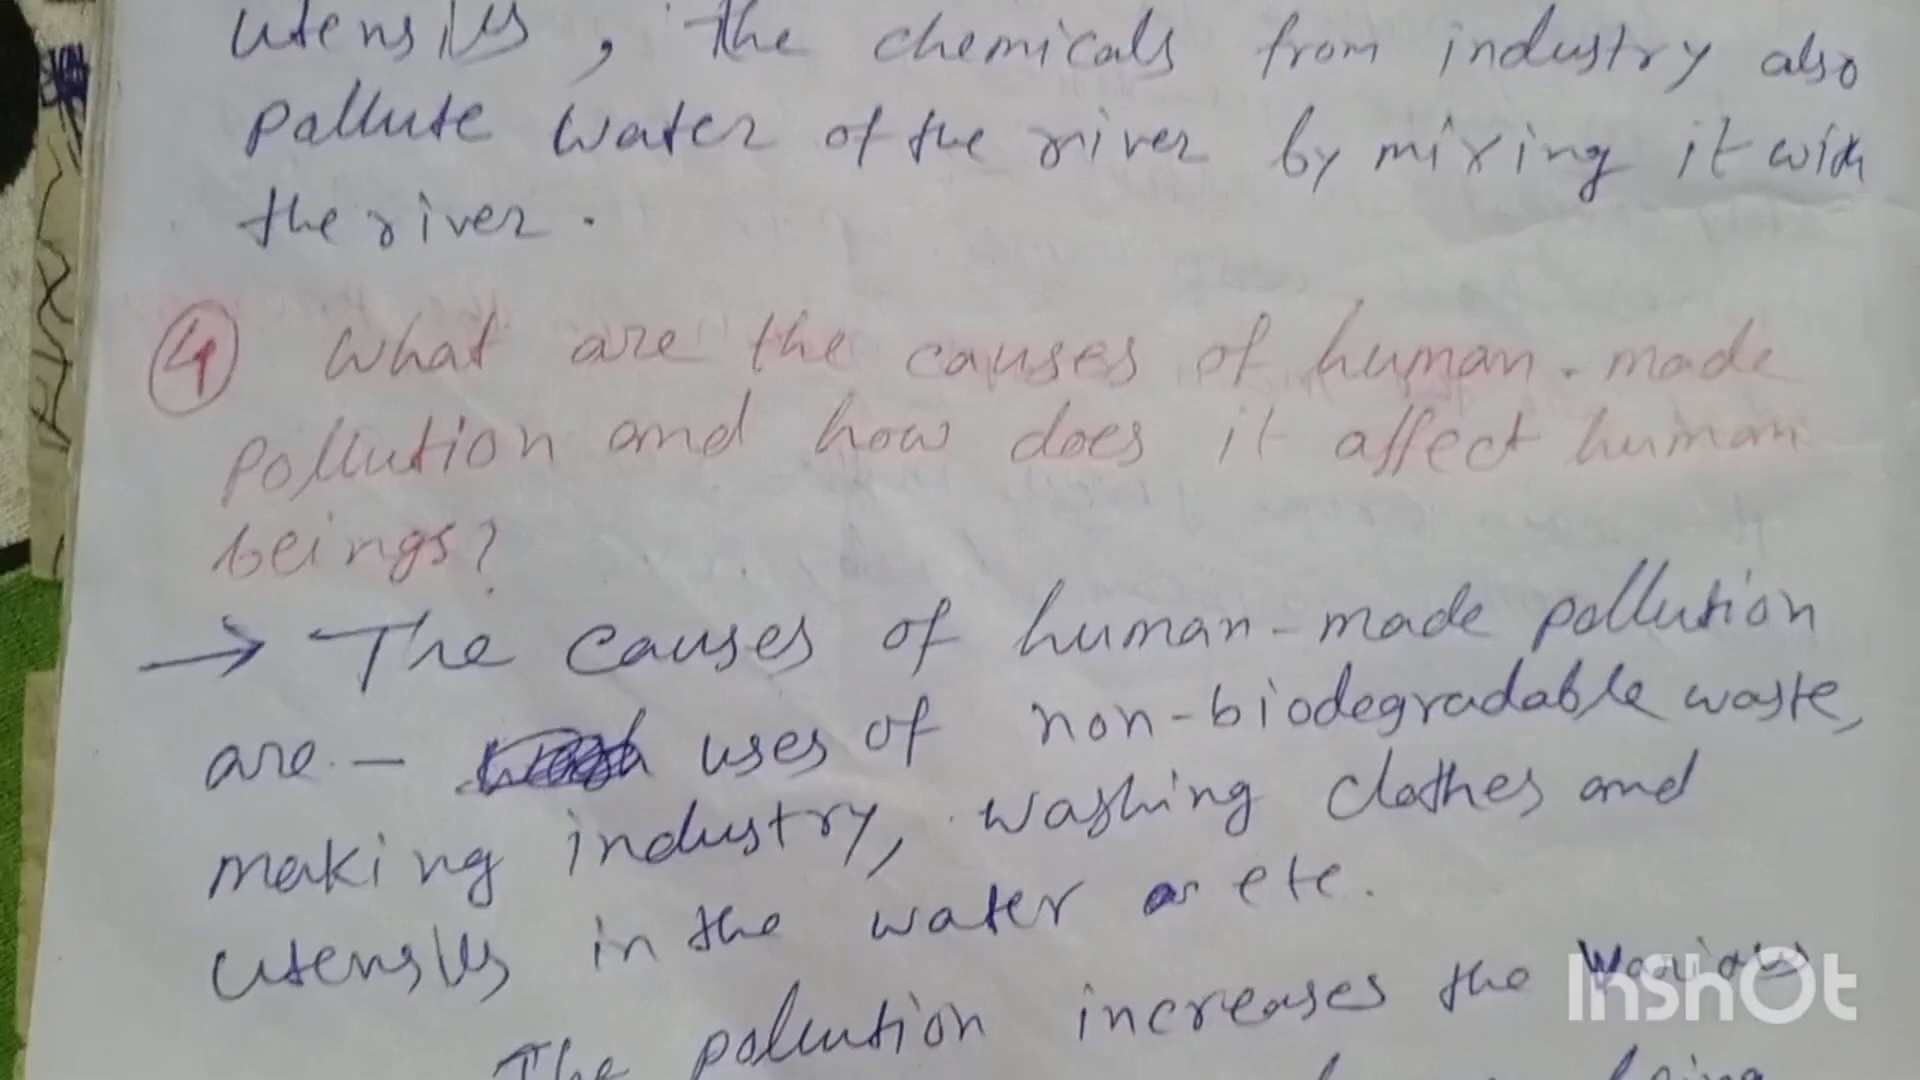 utensils, the chemicals from industry also
pallute water of the river by mixing it with
the river.
4 What are the causes of human-made
pollution and how does it affect human
beings?
→ The causes of human-made pollution
are - uses of non-biodegradable waste,
making industry, washing clothes and
utensils in the water etc.
The pollution increases the various
being
InShOt